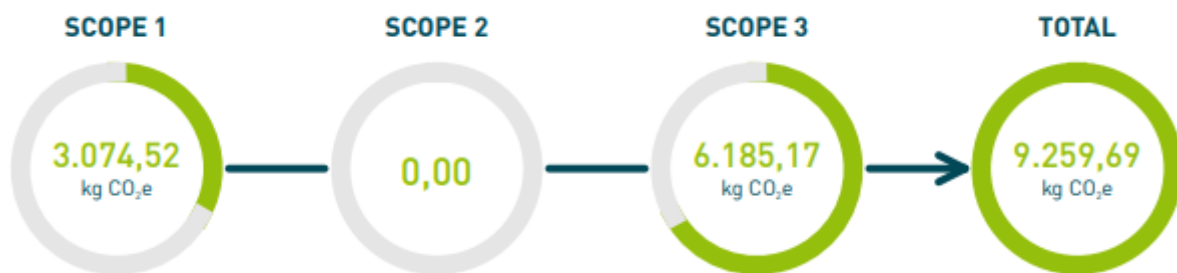 SCOPE 1
3.074,52
kg CO₂e
SCOPE 2
0,00
SCOPE 3
6.185,17
kg CO₂e
TOTAL
9.259,69
kg CO₂e